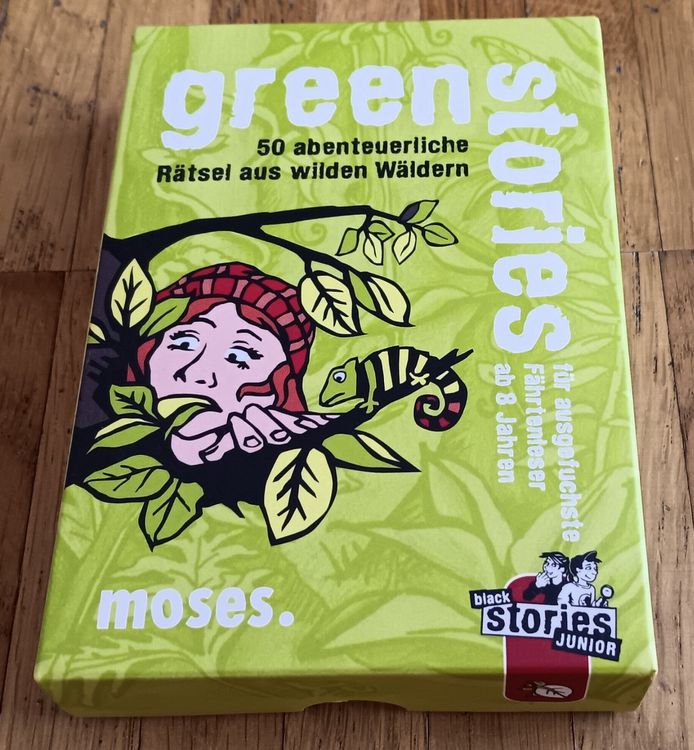 green
stories
50 abenteuerliche
Rätsel aus wilden Wäldern
für ausgefuchste
Fährtenleser
ab 8 Jahren
moses.
black
stories
JUNIOR